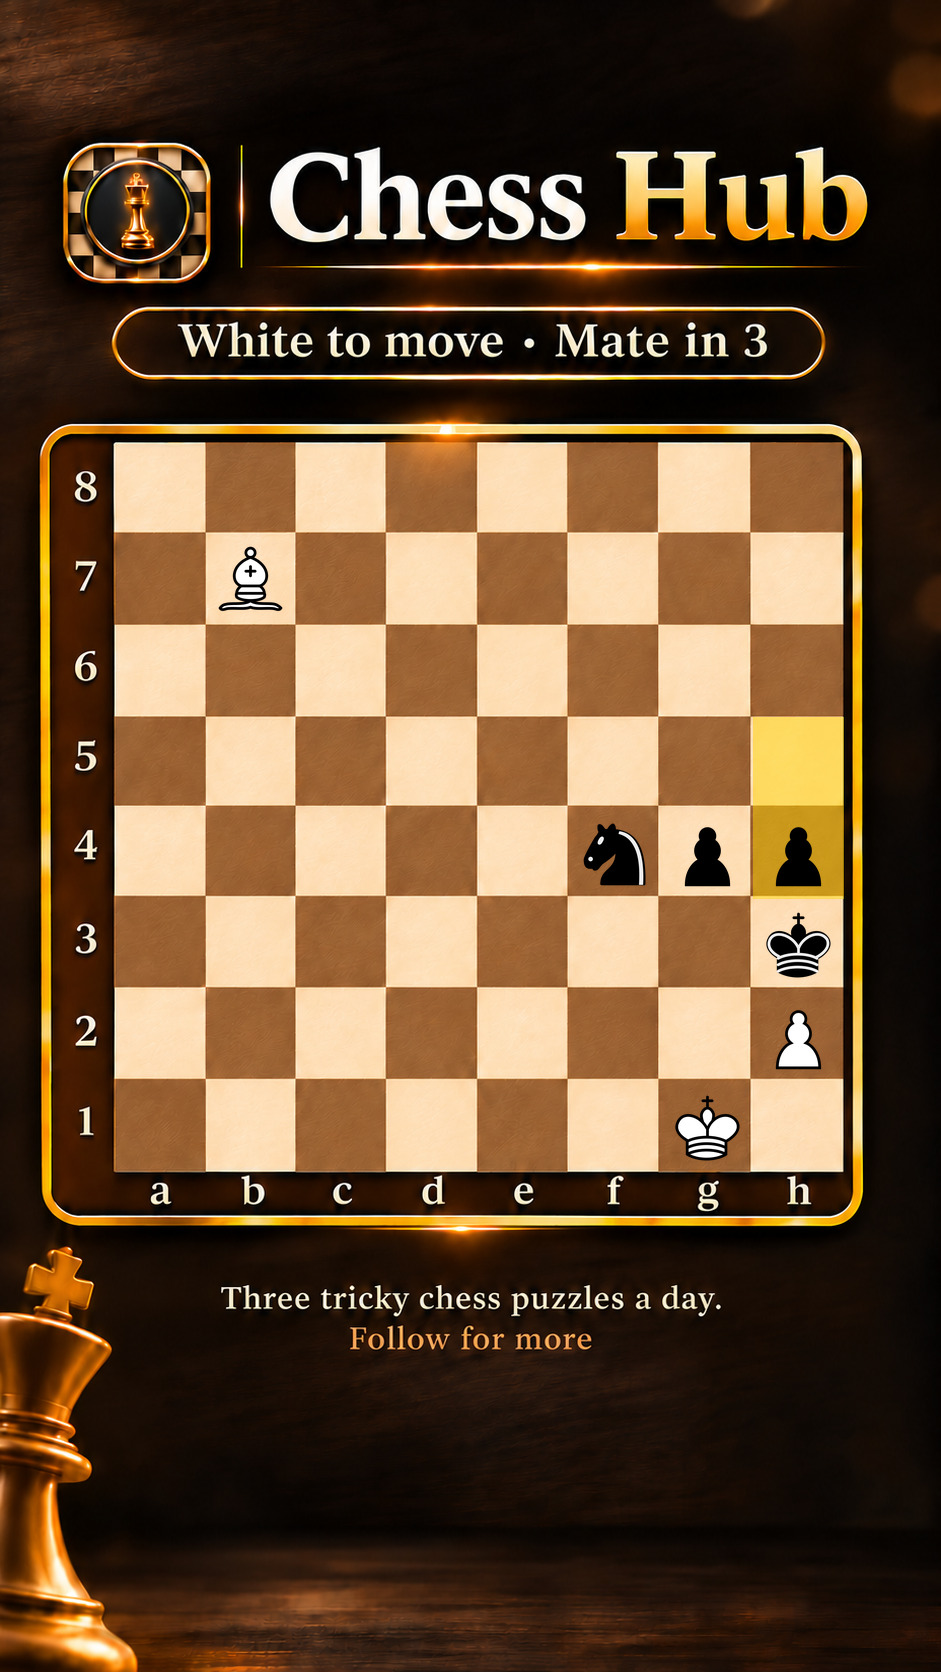 Chess Hub
White to move • Mate in 3
8
7
6
5
4
3
2
1
a b c d e f g h
Three tricky chess puzzles a day.
Follow for more